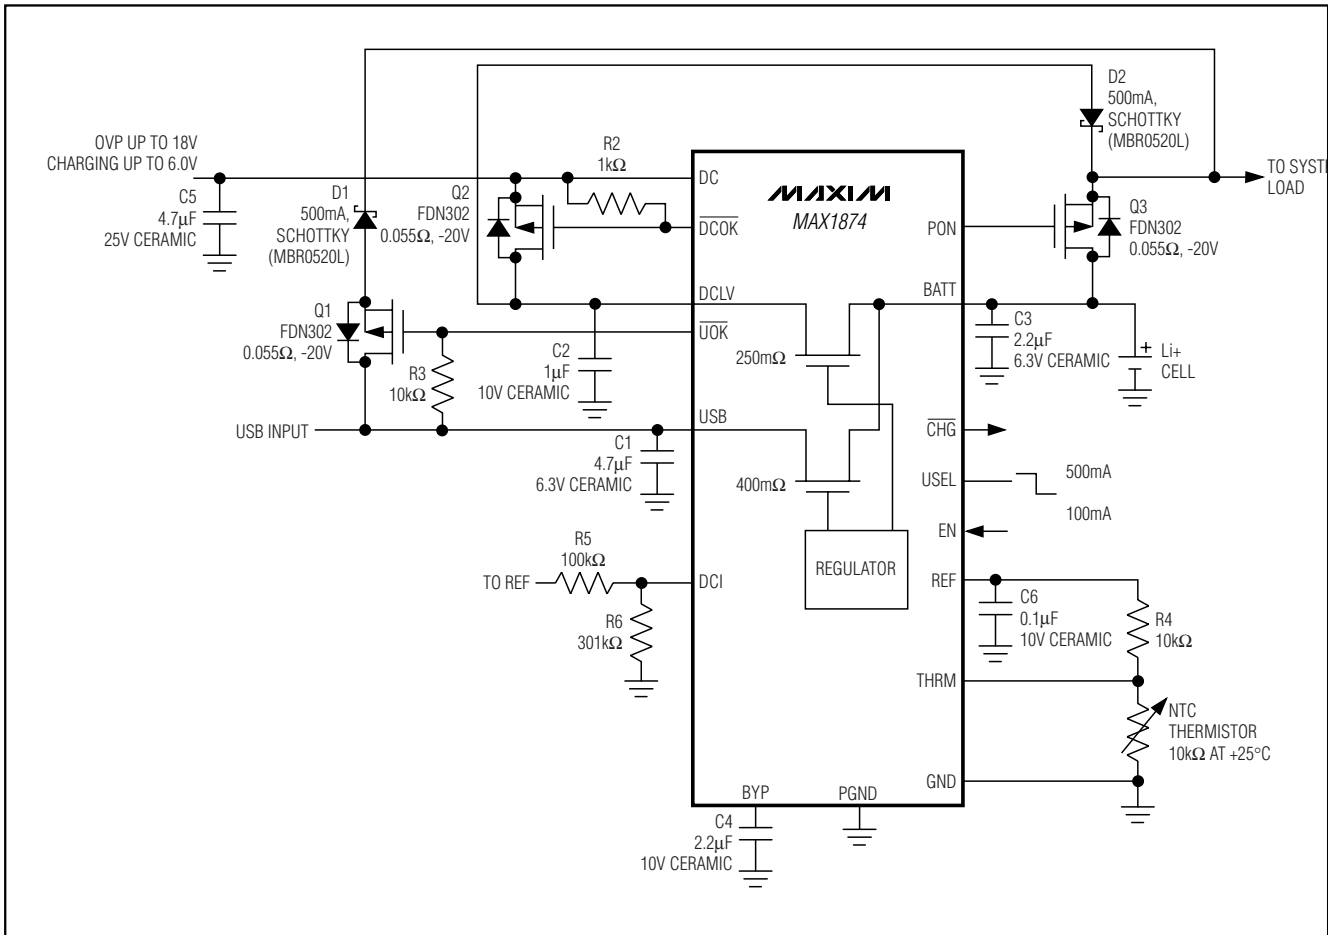 D2
500mA,
SCHOTTKY
(MBR0520L)
OVP UP TO 18V
CHARGING UP TO 6.0V
R2
1kΩ
C5
4.7μF
25V CERAMIC
D1
500mA,
SCHOTTKY
(MBR0520L)
Q2
FDN302
0.055Ω, -20V
DC
MAXIM
MAX1874
DCOK
PON
TO SYSTE
LOAD
Q3
FDN302
0.055Ω, -20V
DCLV
BATT
Q1
FDN302
0.055Ω, -20V
UOK
C2
1μF
10V CERAMIC
250mΩ
C3
2.2μF
6.3V CERAMIC
+
Li+
CELL
R3
10kΩ
USB INPUT
USB
C1
4.7μF
6.3V CERAMIC
400mΩ
CHG
USEL
500mA
100mA
EN
R5
100kΩ
TO REF
DCI
R6
301kΩ
REGULATOR
REF
C6
0.1μF
10V CERAMIC
R4
10kΩ
THRM
NTC
THERMISTOR
10kΩ AT +25°C
GND
BYP
PGND
C4
2.2μF
10V CERAMIC